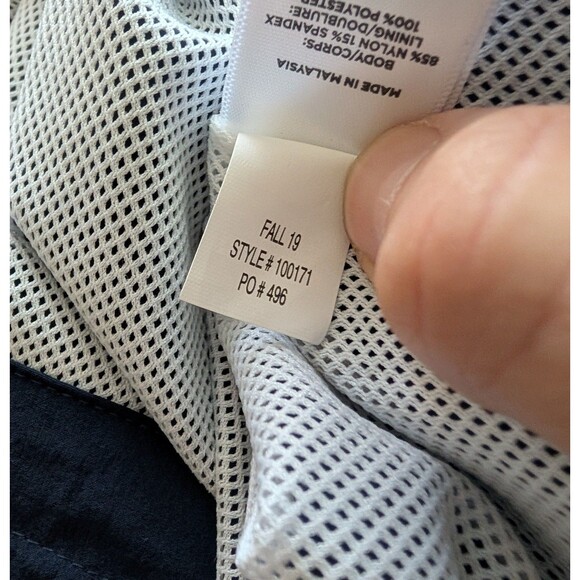 MADE IN MALAYSIA
BODY/CORPS:
85% NYLON 15% SPANDEX
LINING/DOUBLURE:
100% POLYESTER
FALL 19
STYLE # 100171
PO # 496